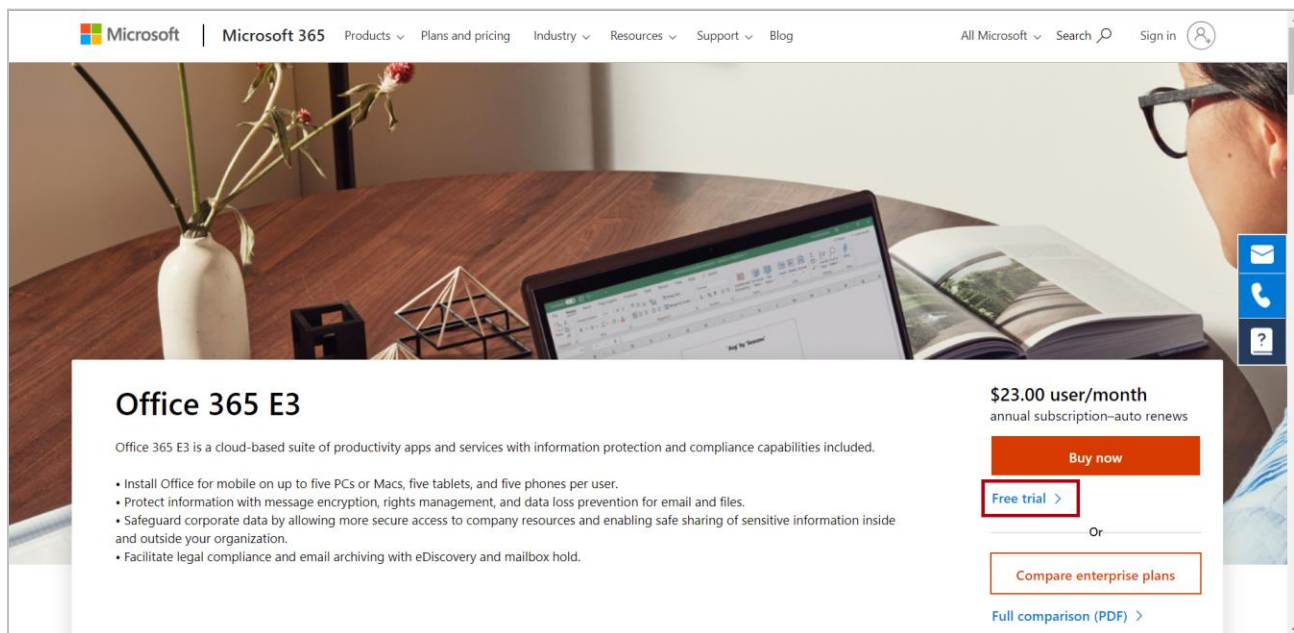 Microsoft
Microsoft 365
Products
Plans and pricing
Industry
Resources
Support
Blog
All Microsoft
Search
Sign in
Office 365 E3
Office 365 E3 is a cloud-based suite of productivity apps and services with information protection and compliance capabilities included.
• Install Office for mobile on up to five PCs or Macs, five tablets, and five phones per user.
• Protect information with message encryption, rights management, and data loss prevention for email and files.
• Safeguard corporate data by allowing more secure access to company resources and enabling safe sharing of sensitive information inside
and outside your organization.
• Facilitate legal compliance and email archiving with eDiscovery and mailbox hold.
$23.00 user/month
annual subscription–auto renews
Buy now
Free trial
Or
Compare enterprise plans
Full comparison (PDF)